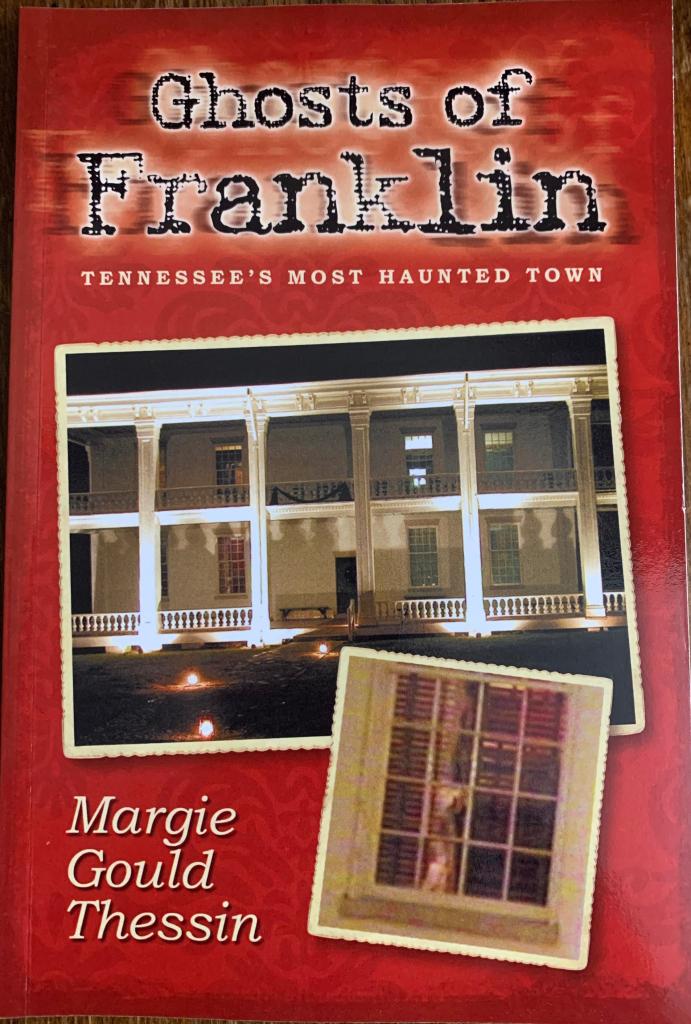 Ghosts of
Franklin
TENNESSEE'S MOST HAUNTED TOWN
Margie
Gould
Thessin